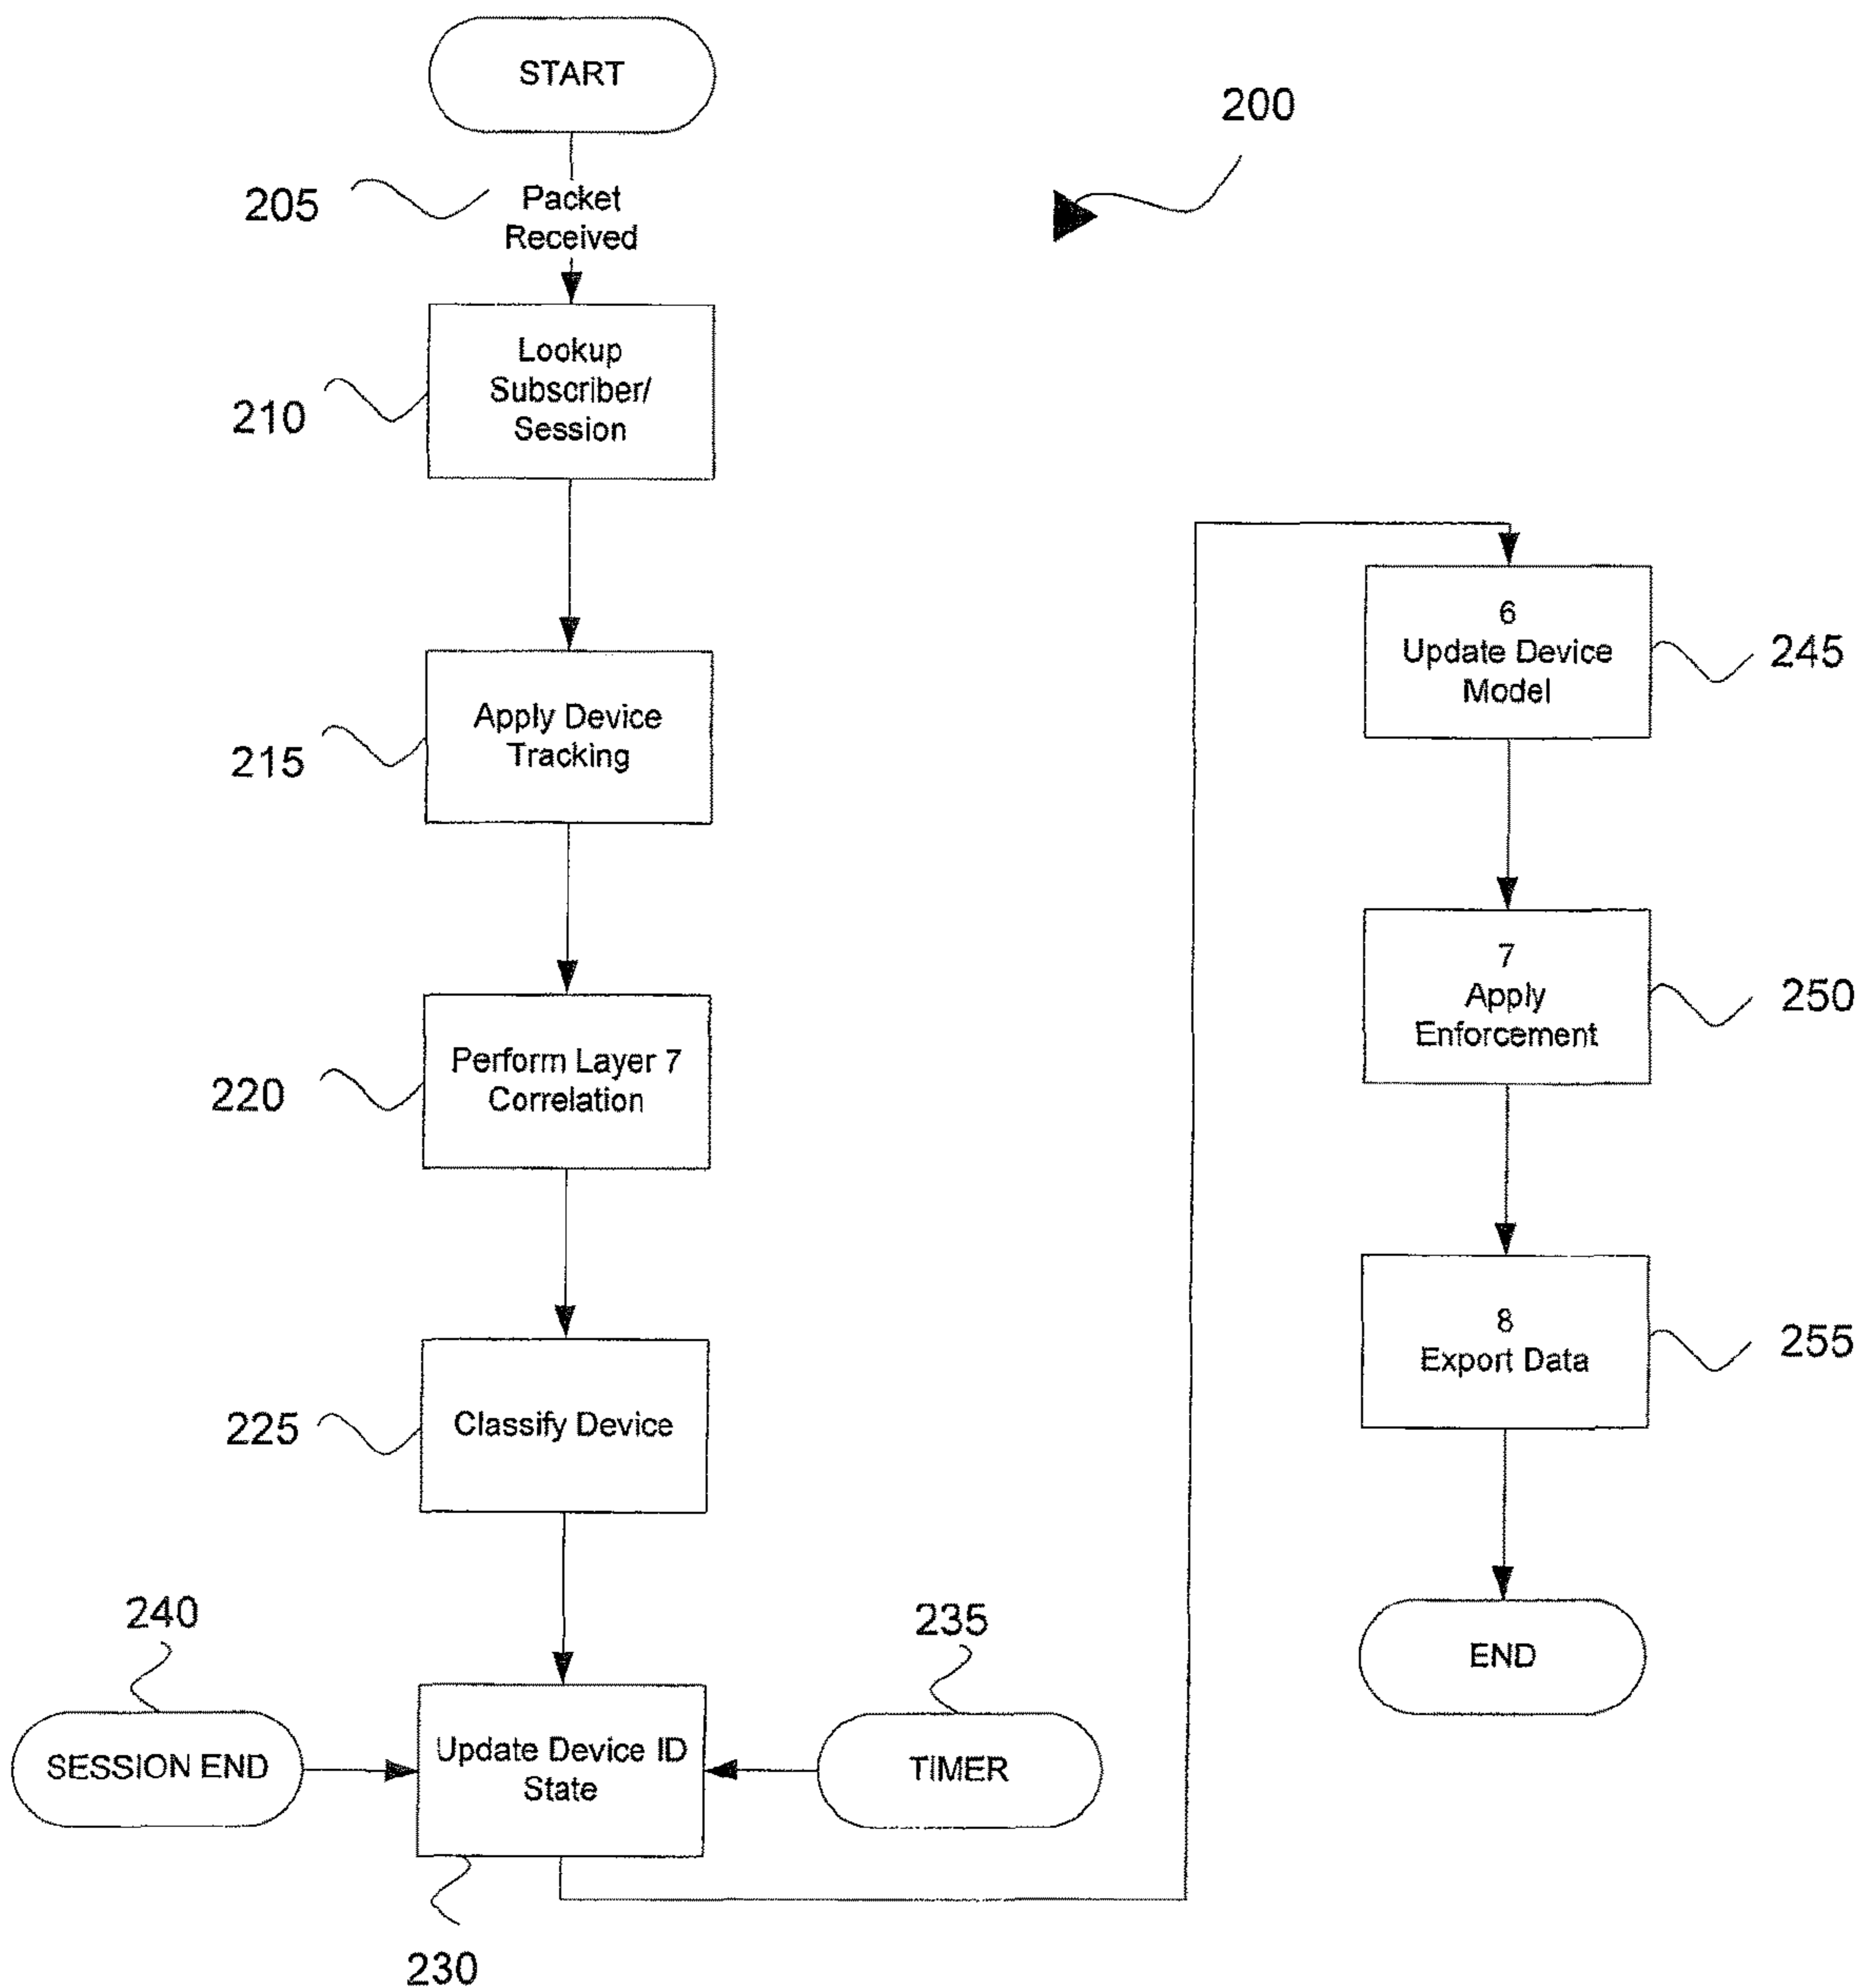 START
200
205
Packet
Received
Lookup
Subscriber/
Session
210
Apply Device
Tracking
215
Perform Layer 7
Correlation
220
Classify Device
225
240
SESSION END
Update Device ID
State
235
TIMER
230
6
Update Device
Model
245
7
Apply
Enforcement
250
8
Export Data
255
END